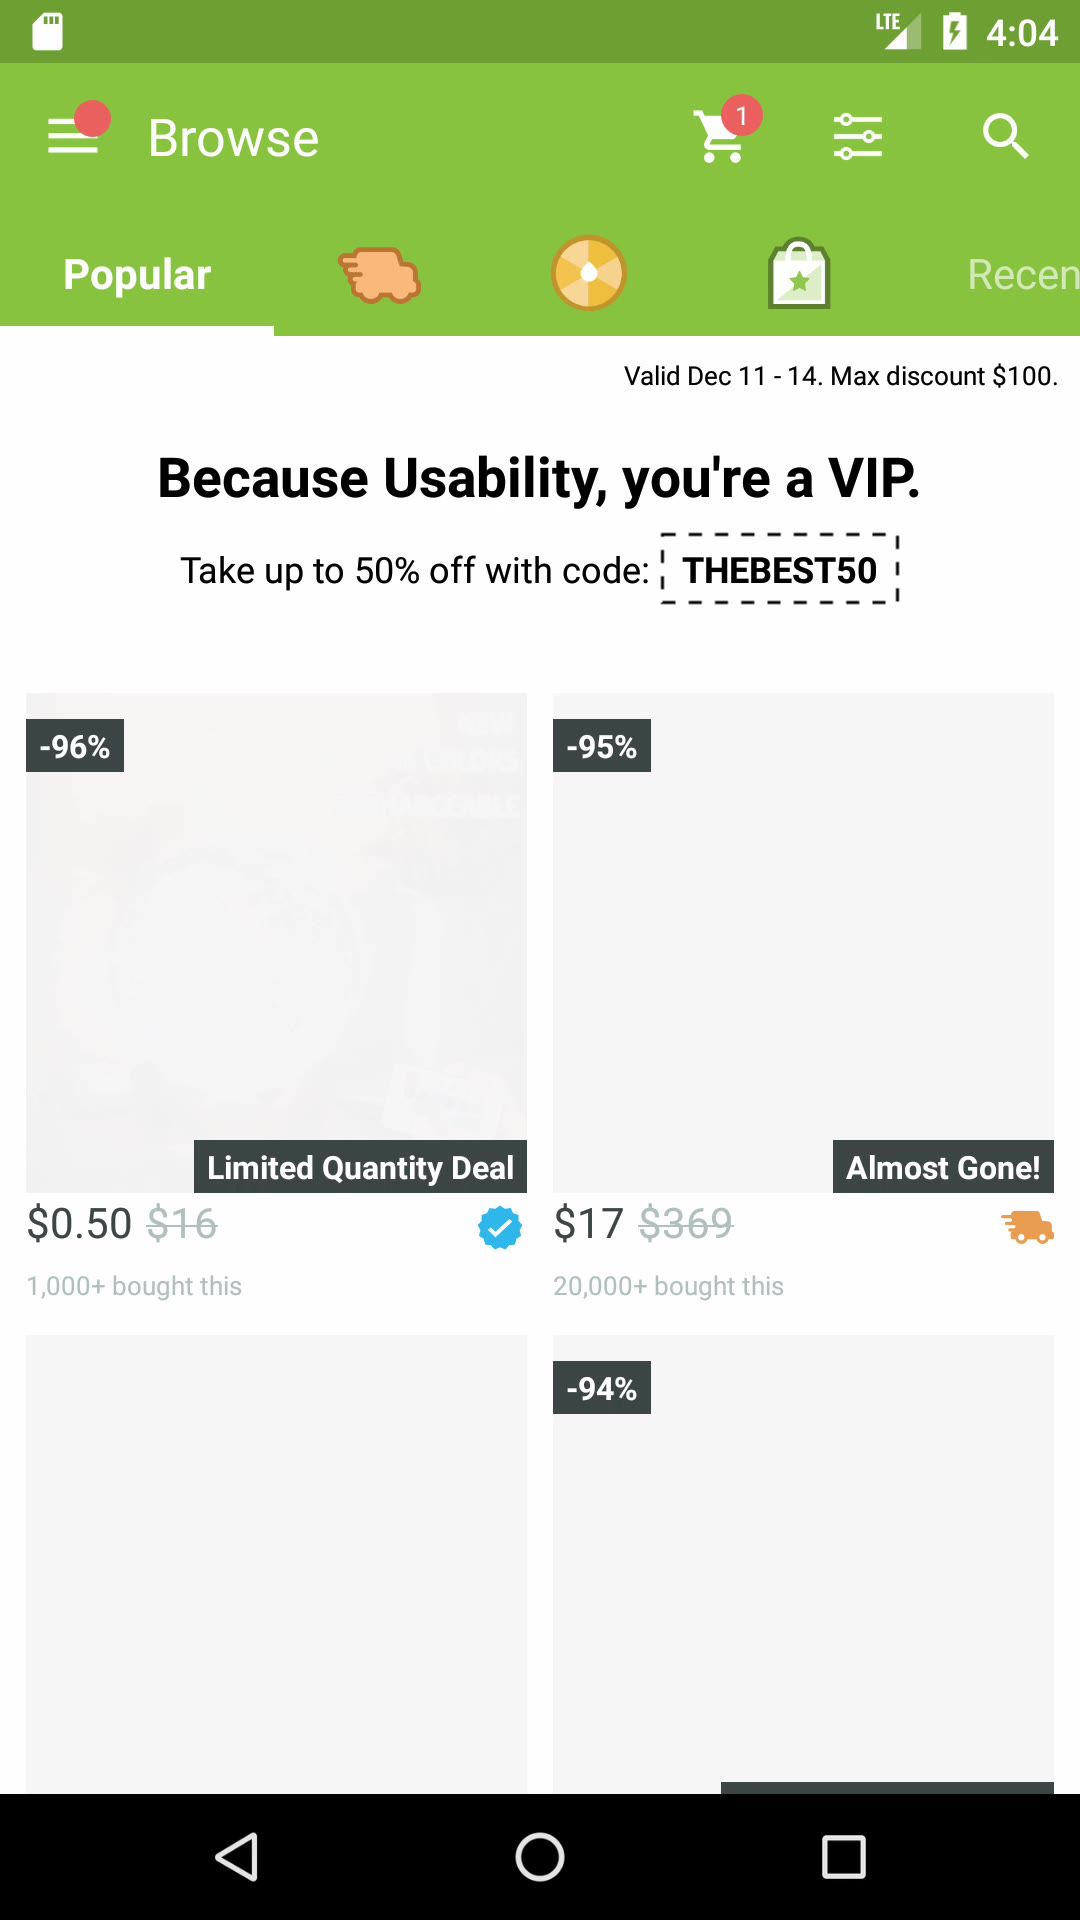 LTE 4:04
Browse
1
Popular
Recen
Valid Dec 11 - 14. Max discount $100.
Because Usability, you're a VIP.
Take up to 50% off with code: THEBEST50
-96%
NEW
COLORS
-95%
Limited Quantity Deal
Almost Gone!
$0.50 $16
$17 $369
1,000+ bought this
20,000+ bought this
-94%